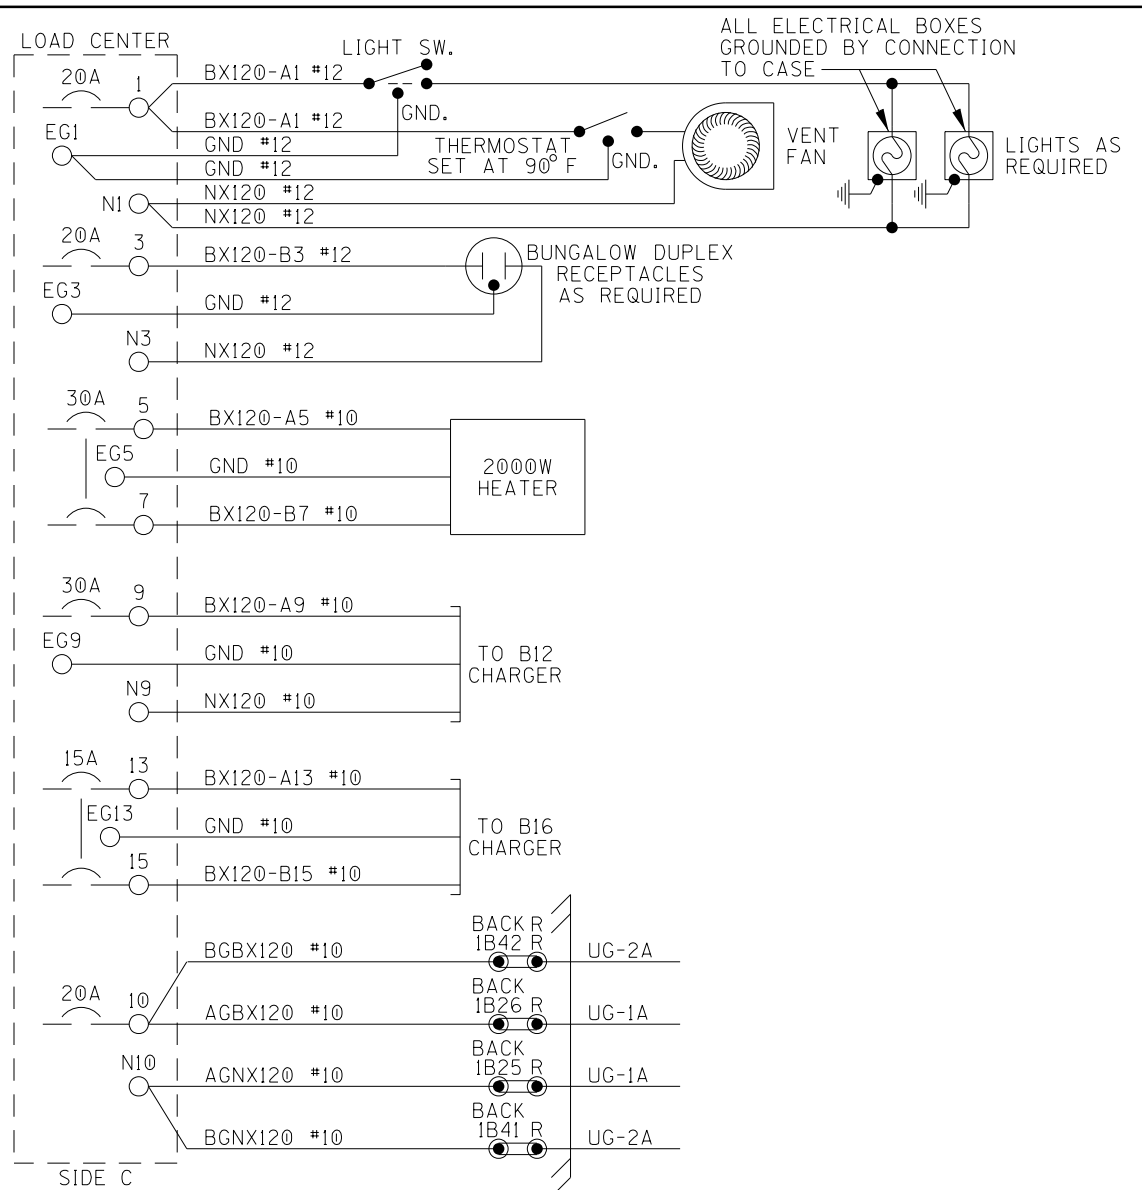 ALL ELECTRICAL BOXES
GROUNDED BY CONNECTION
TO CASE
LOAD CENTER
LIGHT SW.
20A
1
BX120-A1 #12
GND.
BX120-A1 #12
EG1
GND #12
THERMOSTAT
SET AT 90° F
GND.
VENT
FAN
LIGHTS AS
REQUIRED
GND #12
NX120 #12
N1
NX120 #12
20A
3
BX120-B3 #12
BUNGALOW DUPLEX
RECEPTACLES
AS REQUIRED
EG3
GND #12
N3
NX120 #12
30A
5
BX120-A5 #10
EG5
GND #10
2000W
HEATER
7
BX120-B7 #10
30A
9
BX120-A9 #10
EG9
GND #10
TO B12
CHARGER
N9
NX120 #10
15A
13
BX120-A13 #10
EG13
GND #10
TO B16
CHARGER
15
BX120-B15 #10
BACK R
1B42 R
BGBX120 #10
UG-2A
20A
10
BACK
1B26 R
AGBX120 #10
UG-1A
N10
BACK
1B25 R
AGNX120 #10
UG-1A
BACK
1B41 R
BGNX120 #10
UG-2A
SIDE C